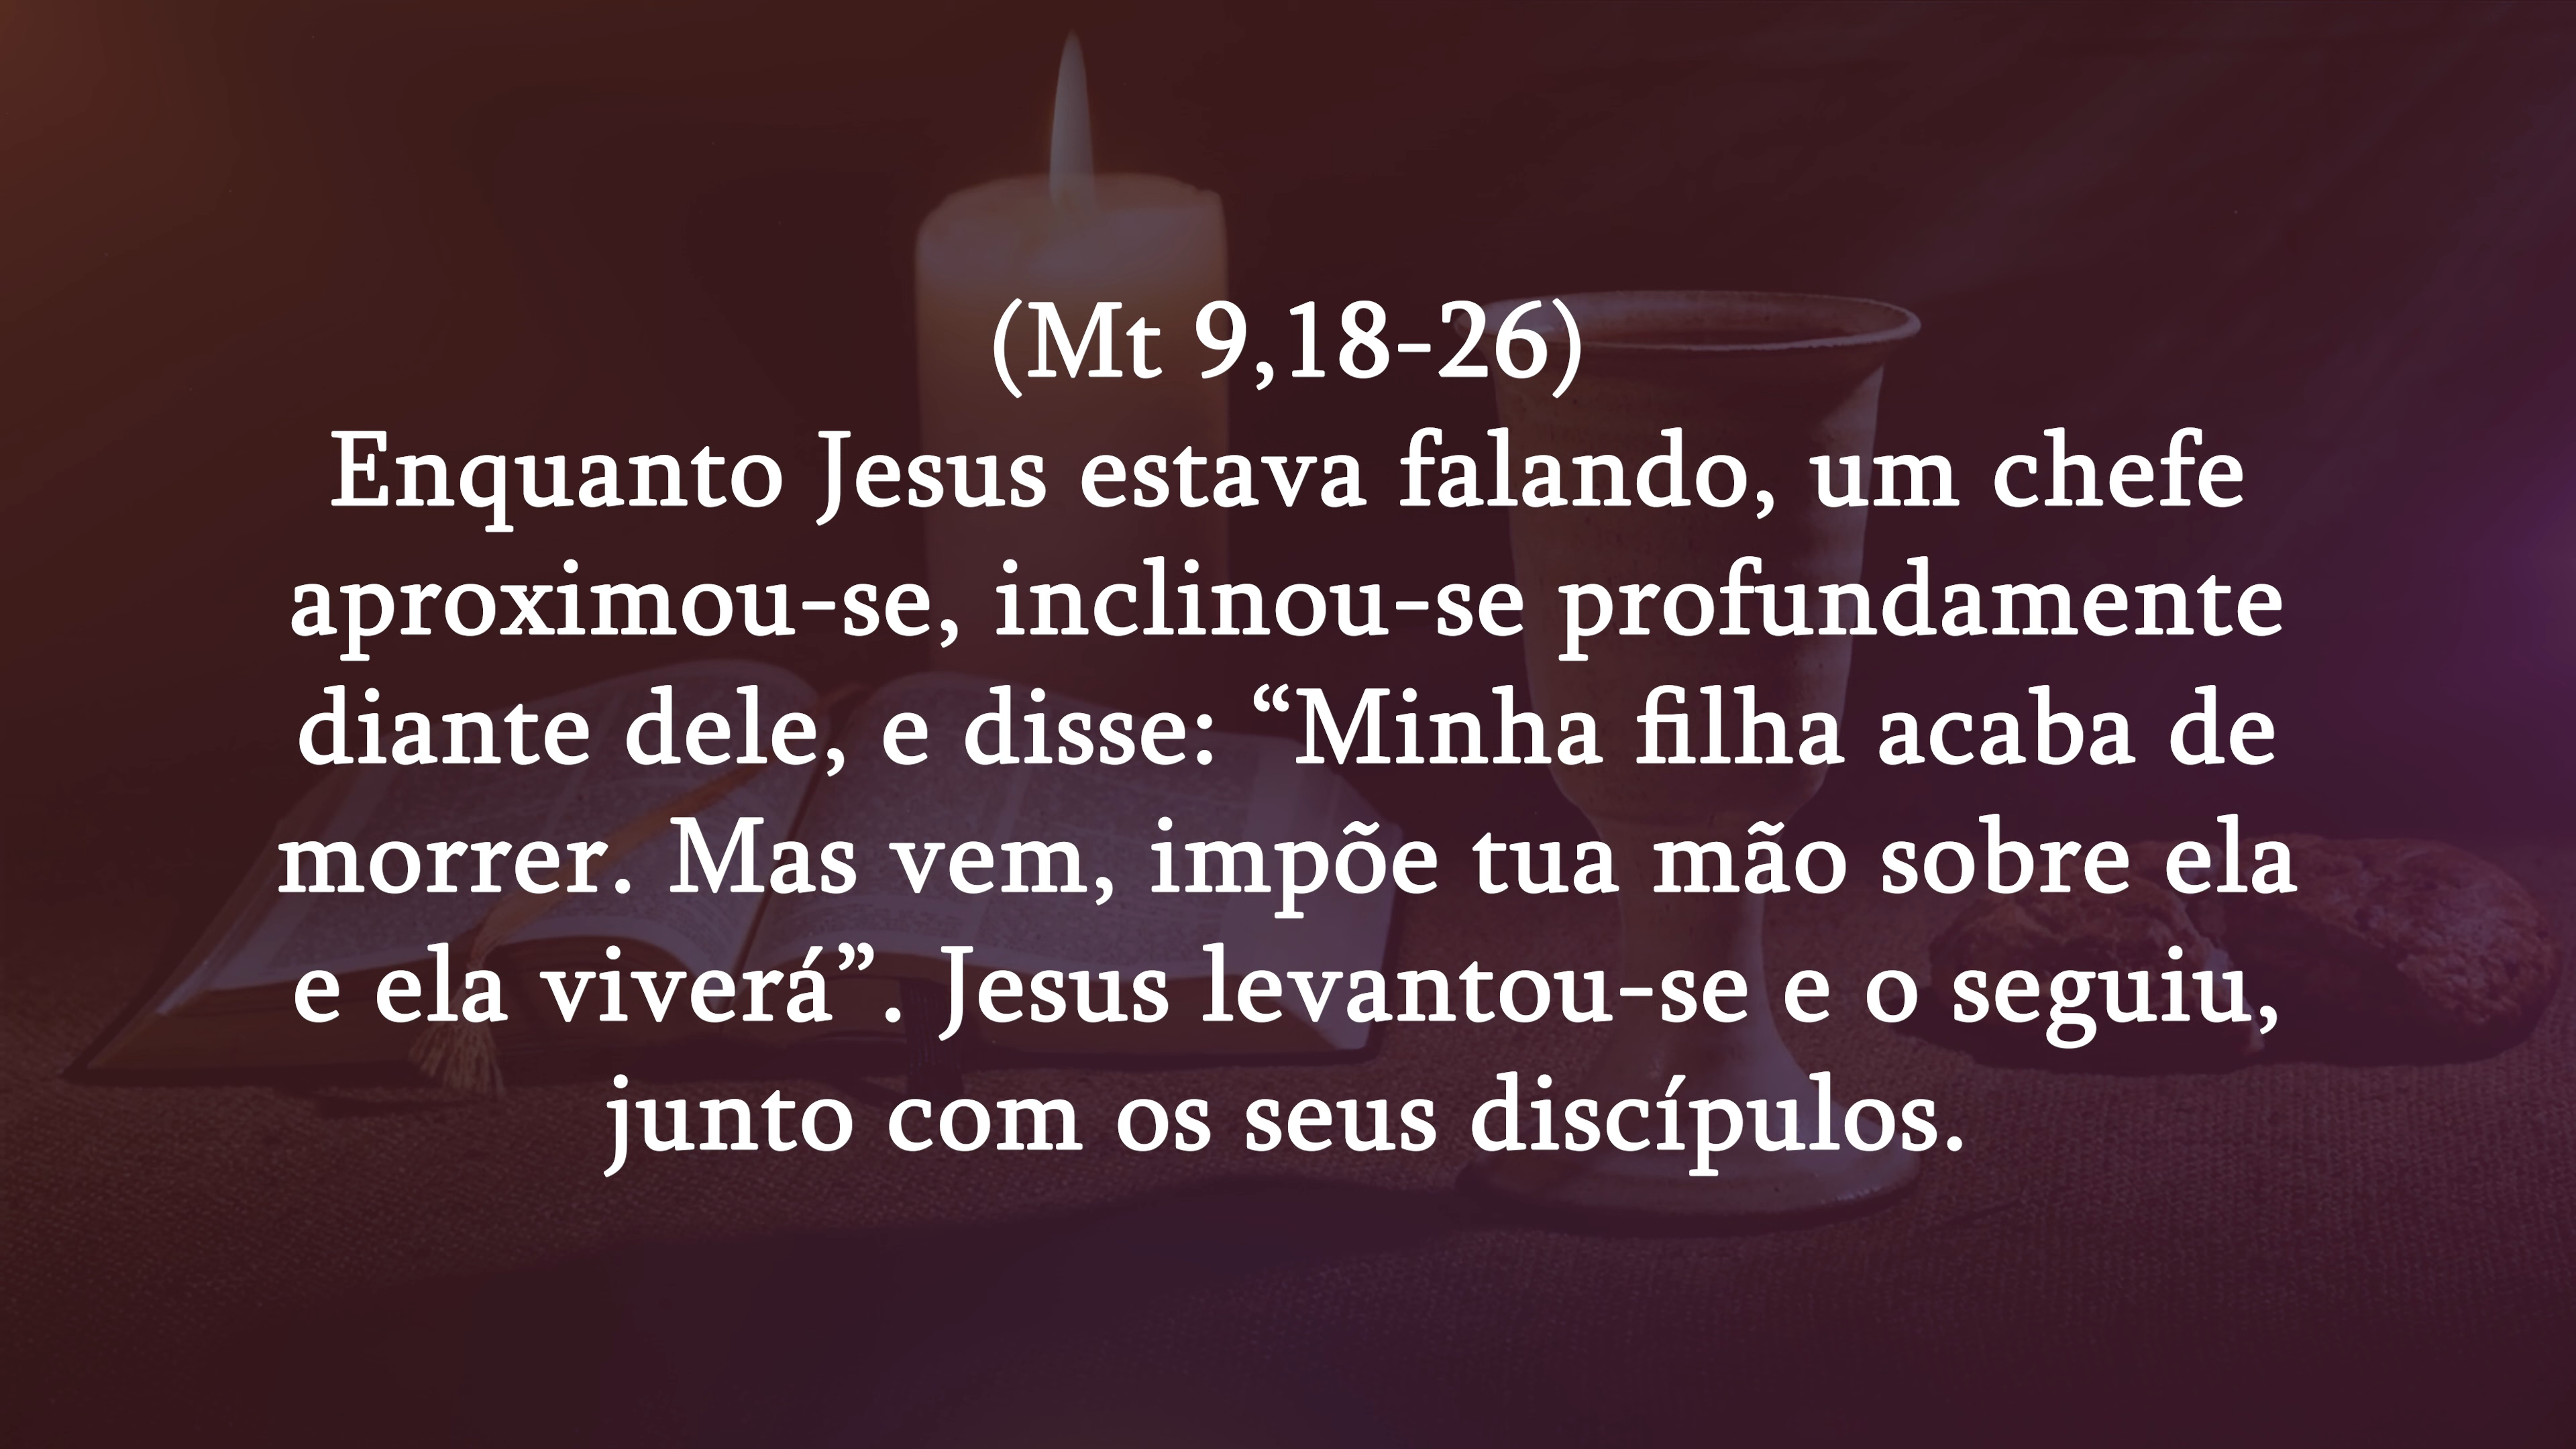 (Mt 9,18-26)
Enquanto Jesus estava falando, um chefe
aproximou-se, inclinou-se profundamente
diante dele, e disse: “Minha filha acaba de
morrer. Mas vem, impõe tua mão sobre ela
e ela viverá”. Jesus levantou-se e o seguiu,
junto com os seus discípulos.